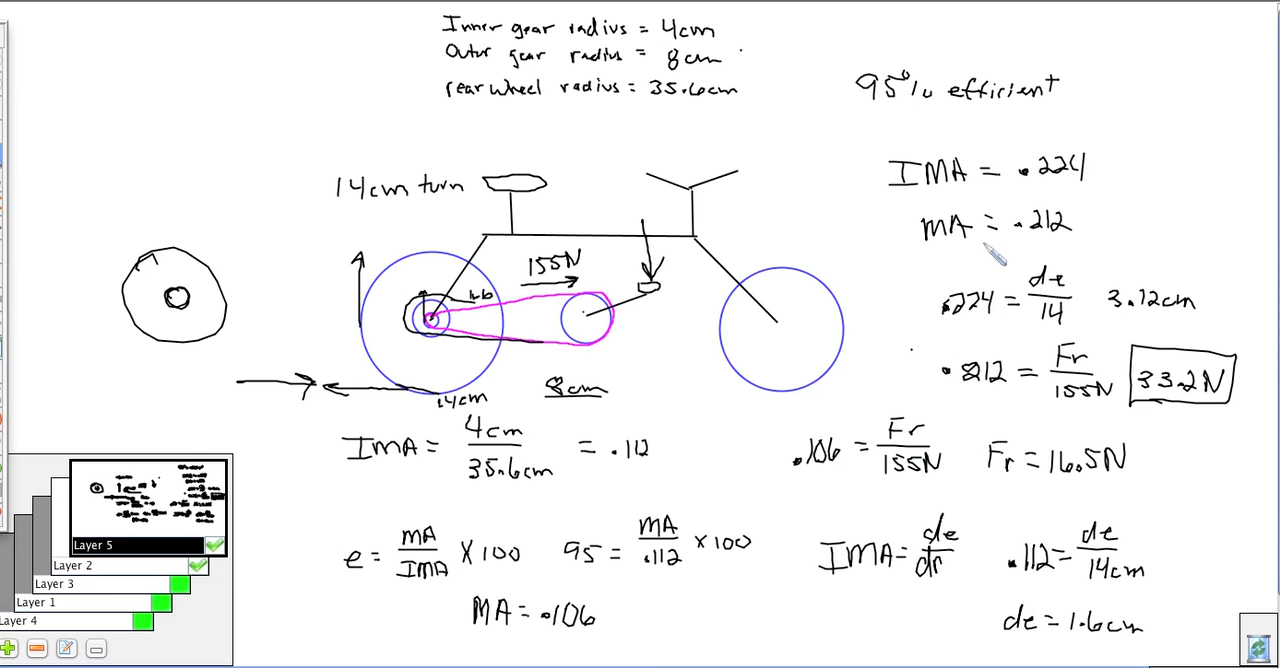 Inner gear radius = 4cm
Outer gear radius = 8cm
rear wheel radius = 35.6cm
95% efficient
IMA = .224
MA = .212
14cm turn
155N
1.6
.224 = de/14 3.12cm
.212 = Fr/155N 33.2N
14cm
8cm
IMA = 4cm/35.6cm = .112
.106 = Fr/155N Fr = 16.5N
e = MA/IMA X 100 95 = MA/.112 X 100
MA = .106
IMA = de/dr .112 = de/14cm
de = 1.6cm
Layer 5
Layer 2
Layer 3
Layer 1
Layer 4